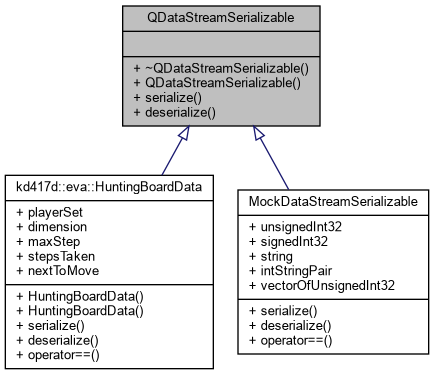 QDataStreamSerializable
+ ~QDataStreamSerializable()
+ QDataStreamSerializable()
+ serialize()
+ deserialize()
kd417d::eva::HuntingBoardData
+ playerSet
+ dimension
+ maxStep
+ stepsTaken
+ nextToMove
+ HuntingBoardData()
+ HuntingBoardData()
+ serialize()
+ deserialize()
+ operator==()
MockDataStreamSerializable
+ unsignedInt32
+ signedInt32
+ string
+ intStringPair
+ vectorOfUnsignedInt32
+ serialize()
+ deserialize()
+ operator==()